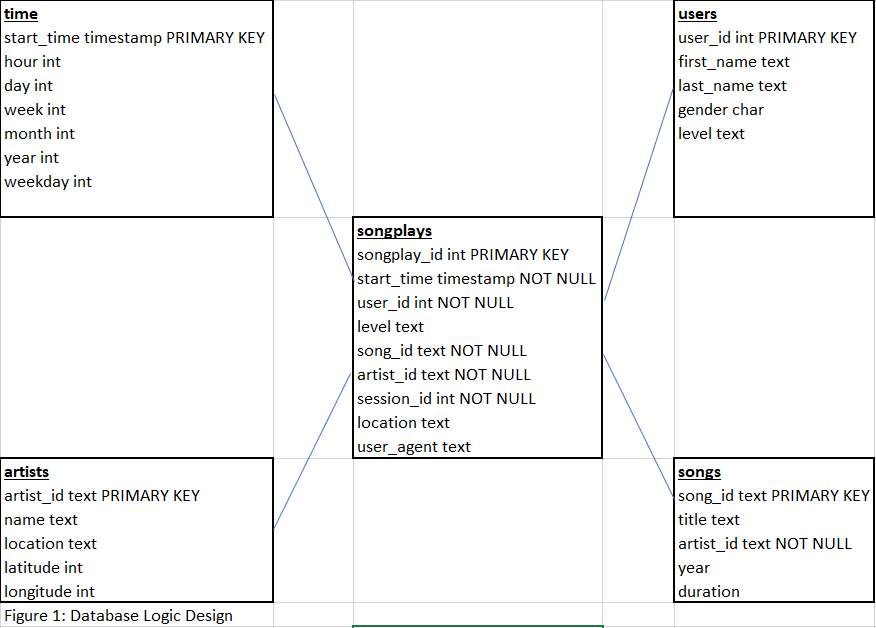 time
start_time timestamp PRIMARY KEY
hour int
day int
week int
month int
year int
weekday int
users
user_id int PRIMARY KEY
first_name text
last_name text
gender char
level text
songplays
songplay_id int PRIMARY KEY
start_time timestamp NOT NULL
user_id int NOT NULL
level text
song_id text NOT NULL
artist_id text NOT NULL
session_id int NOT NULL
location text
user_agent text
artists
artist_id text PRIMARY KEY
name text
location text
latitude int
longitude int
songs
song_id text PRIMARY KEY
title text
artist_id text NOT NULL
year
duration
Figure 1: Database Logic Design